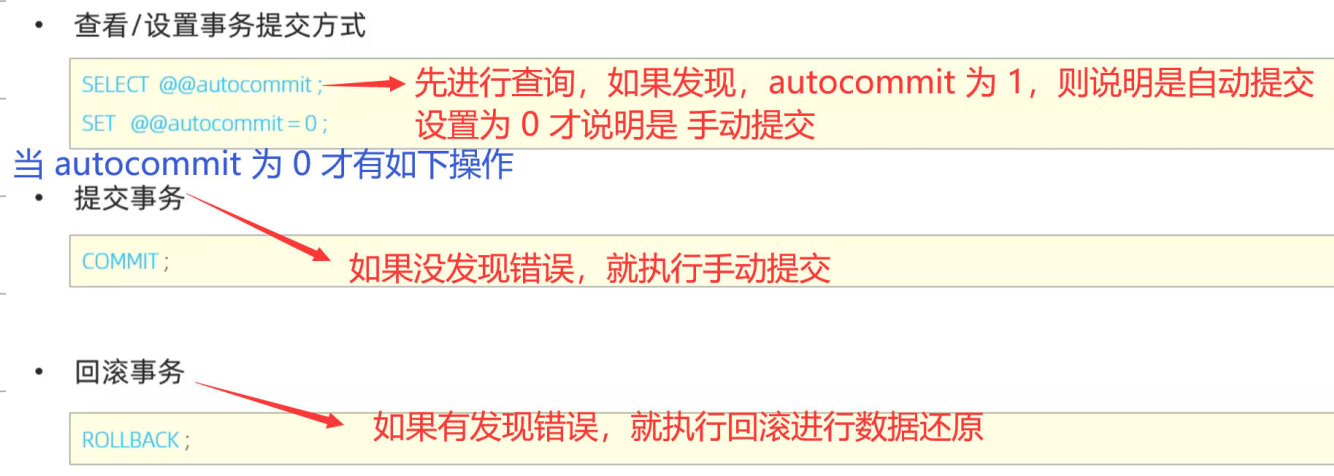 • 查看/设置事务提交方式
SELECT @@autocommit ; 先进行查询，如果发现，autocommit 为 1，则说明是自动提交
SET @@autocommit = 0 ; 设置为 0 才说明是 手动提交
当 autocommit 为 0 才有如下操作
• 提交事务
COMMIT ; 如果没发现错误，就执行手动提交
• 回滚事务
ROLLBACK ; 如果有发现错误，就执行回滚进行数据还原